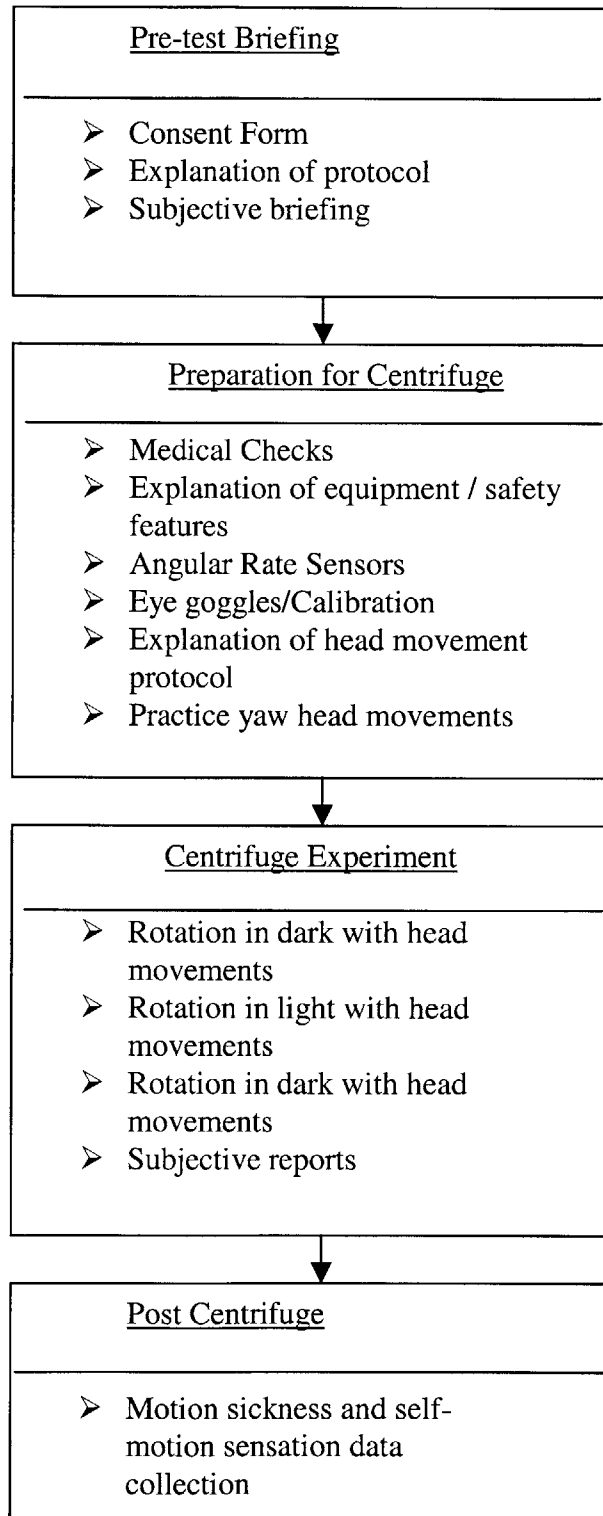 Pre-test Briefing
➢ Consent Form
➢ Explanation of protocol
➢ Subjective briefing
Preparation for Centrifuge
➢ Medical Checks
➢ Explanation of equipment / safety
features
➢ Angular Rate Sensors
➢ Eye goggles/Calibration
➢ Explanation of head movement
protocol
➢ Practice yaw head movements
Centrifuge Experiment
➢ Rotation in dark with head
movements
➢ Rotation in light with head
movements
➢ Rotation in dark with head
movements
➢ Subjective reports
Post Centrifuge
➢ Motion sickness and self-
motion sensation data
collection